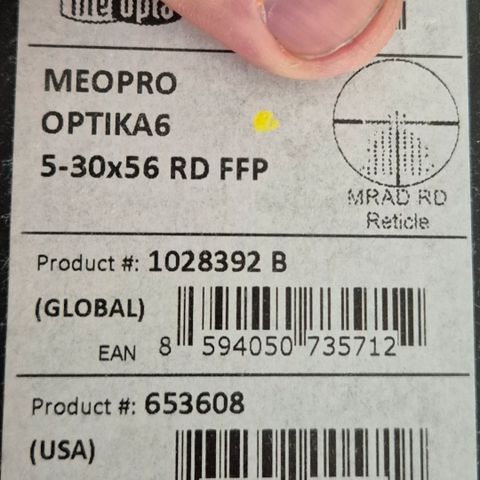 meopta
MEOPRO
OPTIKA6
5-30x56 RD FFP
MRAD RD
Reticle
Product #: 1028392 B
(GLOBAL)
EAN 8 594050 735712
Product #: 653608
(USA)